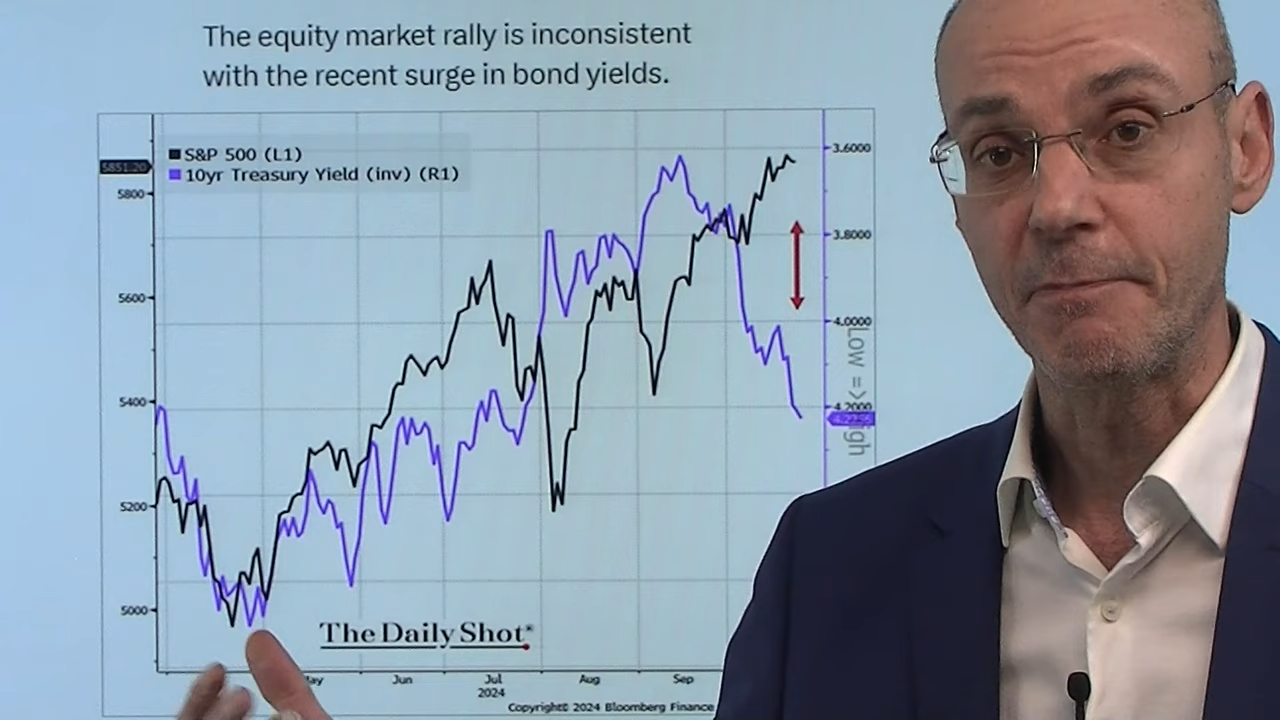 The equity market rally is inconsistent
with the recent surge in bond yields.
S&P 500 (L1)
10yr Treasury Yield (inv) (R1)
5851.20
5800
5600
5400
5200
5000
3.6000
3.8000
4.0000
4.2000
Low =>
The Daily Shot
Jun
Jul
Aug
Sep
2024
Copyright© 2024 Bloomberg Finance